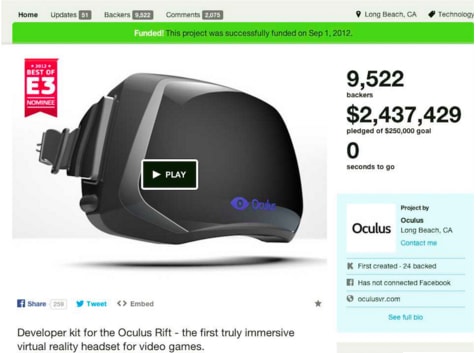 Home Updates 51 Backers 9,522 Comments 2,075 Long Beach, CA Technology
Funded! This project was successfully funded on Sep 1, 2012.
• 2012 •
BEST OF
E3
NOMINEE
PLAY
Oculus
9,522
backers
$2,437,429
pledged of $250,000 goal
0
seconds to go
Project by
Oculus
Long Beach, CA
Contact me
Oculus
First created · 24 backed
Has not connected Facebook
oculusvr.com
See full bio
Share 259 Tweet <> Embed
Developer kit for the Oculus Rift - the first truly immersive
virtual reality headset for video games.